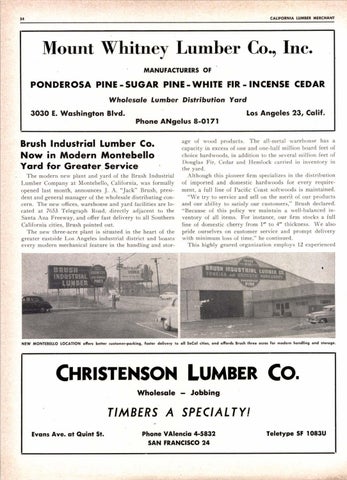 34
CALIFORNIA LUMBER MERCHANT
Mount Whitney Lumber Co., Inc.
MANUFACTURERS OF
PONDEROSA PINE - SUGAR PINE - WHITE FIR - INCENSE CEDAR
Wholesale Lumber Distribution Yard
3030 E. Washington Blvd.
Los Angeles 23, Calif.
Phone ANgelus 8-0171
Brush Industrial Lumber Co.
Now in Modern Montebello
Yard for Greater Service
The modern new plant and yard of the Brush Industrial
Lumber Company at Montebello, California, was formally
opened last month, announces J. A. "Jack" Brush, presi-
dent and general manager of the wholesale distributing con-
cern. The new offices, warehouse and yard facilities are lo-
cated at 7653 Telegraph Road, directly adjacent to the
Santa Ana Freeway, and offer fast delivery to all Southern
California cities, Brush pointed out.
The new three-acre plant is situated in the heart of the
greater eastside Los Angeles industrial district and boasts
every modern mechanical feature in the handling and stor-
age of wood products. The all-metal warehouse has a
capacity in excess of one and one-half million board feet of
choice hardwoods, in addition to the several million feet of
Douglas Fir, Cedar and Hemlock carried in inventory in
the yard.
Although this pioneer firm specializes in the distribution
of imported and domestic hardwoods for every require-
ment, a full line of Pacific Coast softwoods is maintained.
"We try to service and sell on the merit of our products
and our ability to satisfy our customers," Brush declared.
"Because of this policy we maintain a well-balanced in-
ventory of all items. For instance, our firm stocks a full
line of domestic cherry from 1" to 4" thickness. We also
pride ourselves on customer service and prompt delivery
with minimum loss of time," he continued.
This highly geared organization employs 12 experienced
BRUSH
INDUSTRIAL
LUMBER
BRUSH INDUSTRIAL LUMBER CO.
NEW MONTEBELLO LOCATION offers better customer-parking, faster delivery to all SoCal cities, and affords Brush three acres for modern handling and storage.
CHRISTENSON LUMBER CO.
Wholesale — Jobbing
TIMBERS A SPECIALTY!
Evans Ave. at Quint St.
Phone VAlencia 4-5832
Teletype SF 1083U
SAN FRANCISCO 24